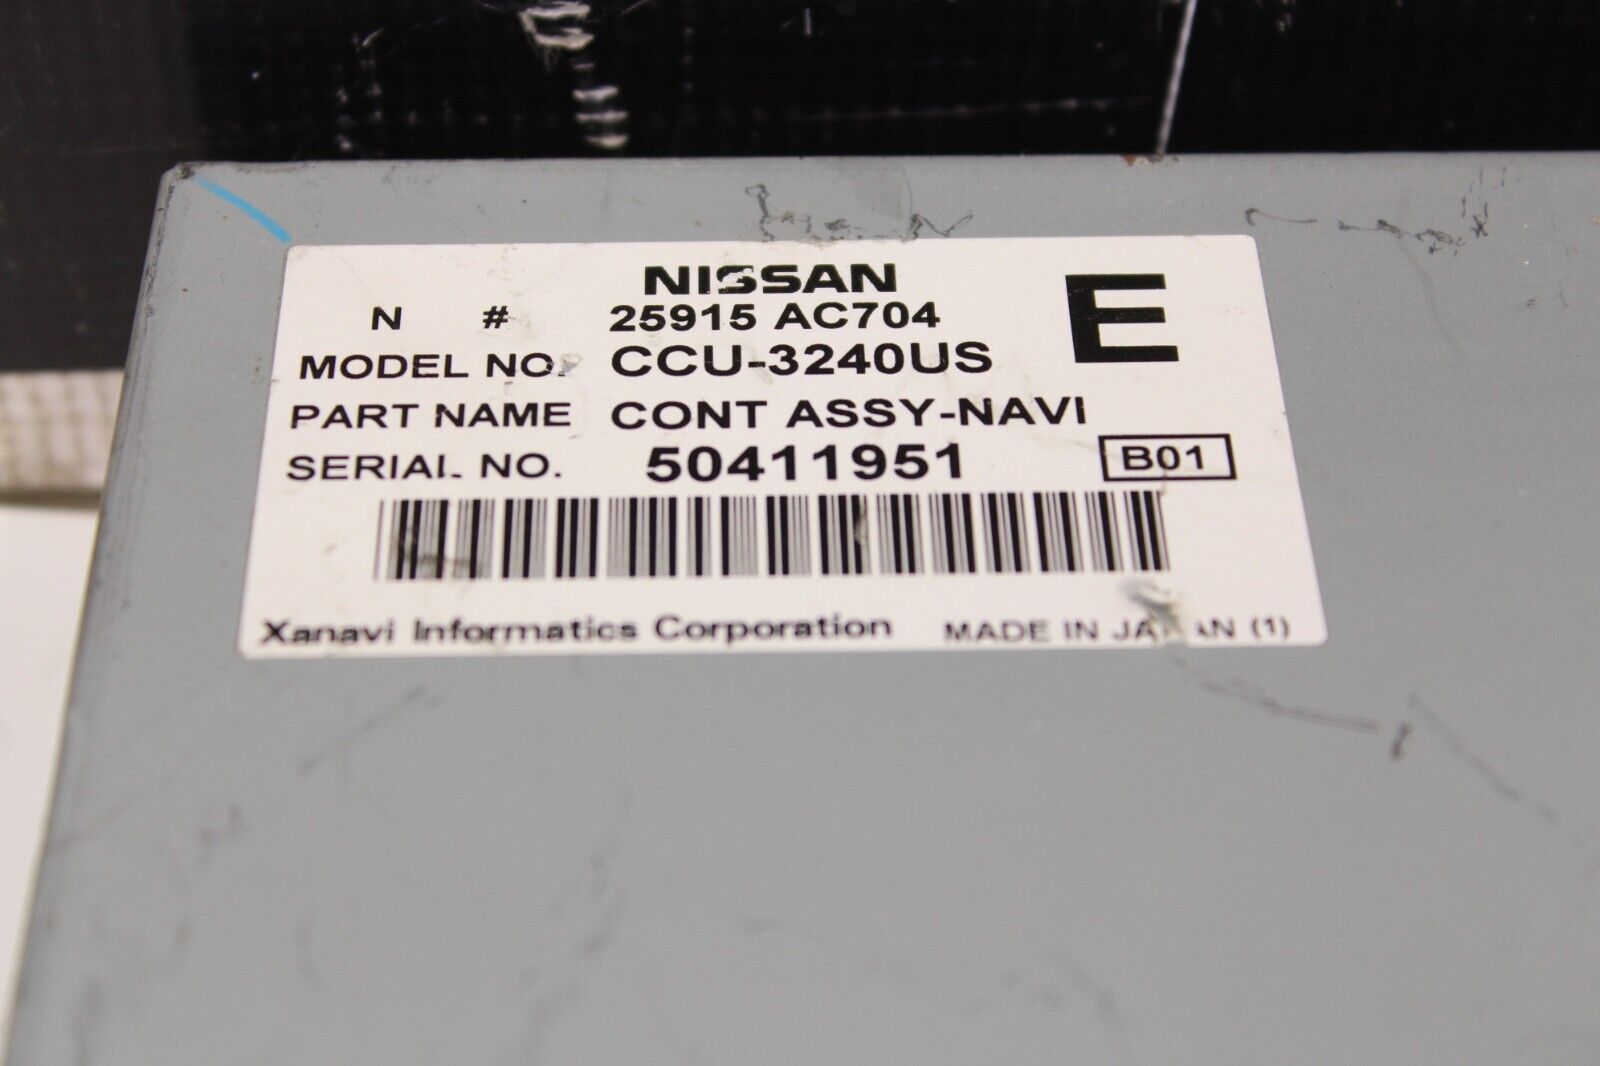 NISSAN
N # 25915 AC704
E
MODEL NO. CCU-3240US
PART NAME CONT ASSY-NAVI
SERIAL NO. 50411951
B01
Xanavi Informatics Corporation MADE IN JAPAN (1)